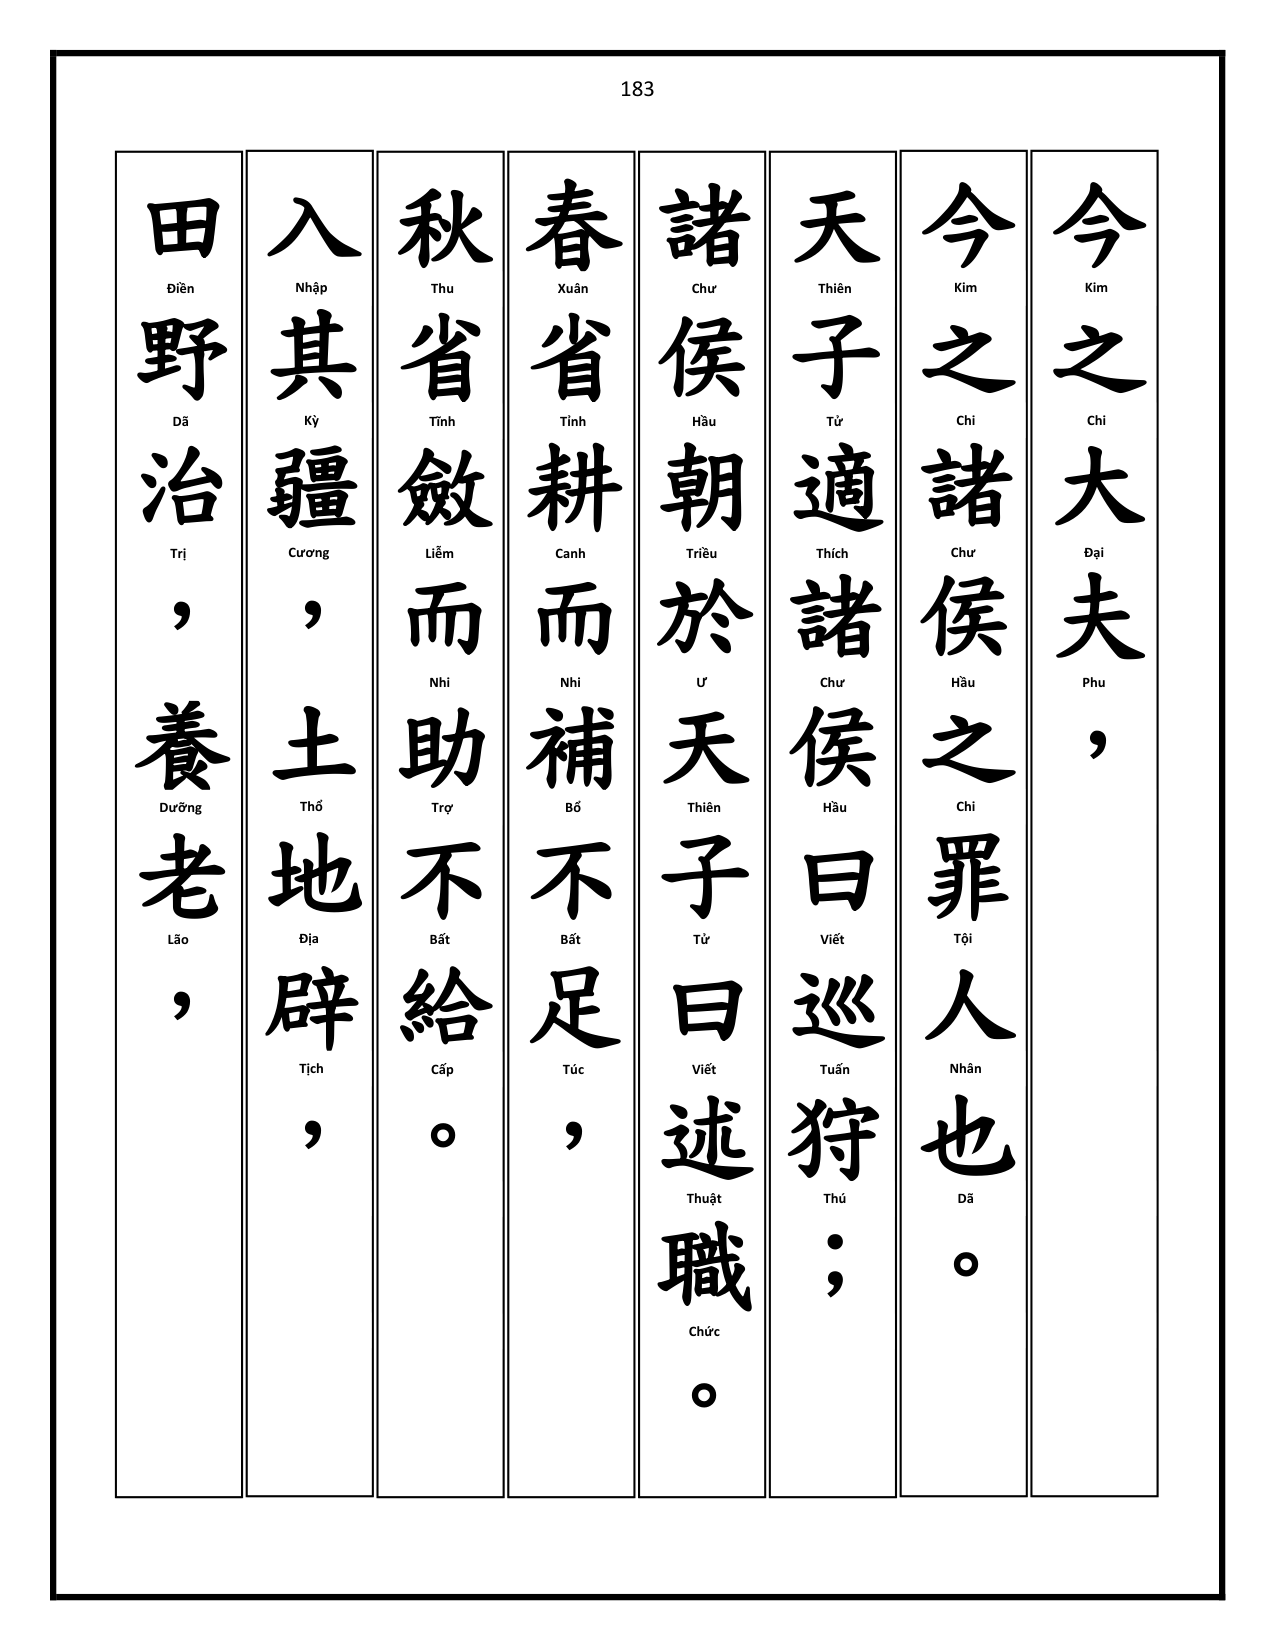 183
今之大夫，
Kim Chi Đại Phu
今之諸侯之罪人也。
Kim Chi Chư Hầu Chi Tội Nhân Dã
天子適諸侯曰巡狩；
Thiên Tử Thích Chư Hầu Viết Tuấn Thú
諸侯朝於天子曰述職。
Chư Hầu Triều Ư Thiên Tử Viết Thuật Chức
春省耕而補不足，
Xuân Tỉnh Canh Nhi Bổ Bất Túc
秋省斂而助不給。
Thu Tĩnh Liễm Nhi Trợ Bất Cấp
入其疆，土地辟，
Nhập Kỳ Cương Thổ Địa Tịch
田野治，養老，
Điền Dã Trị Dưỡng Lão